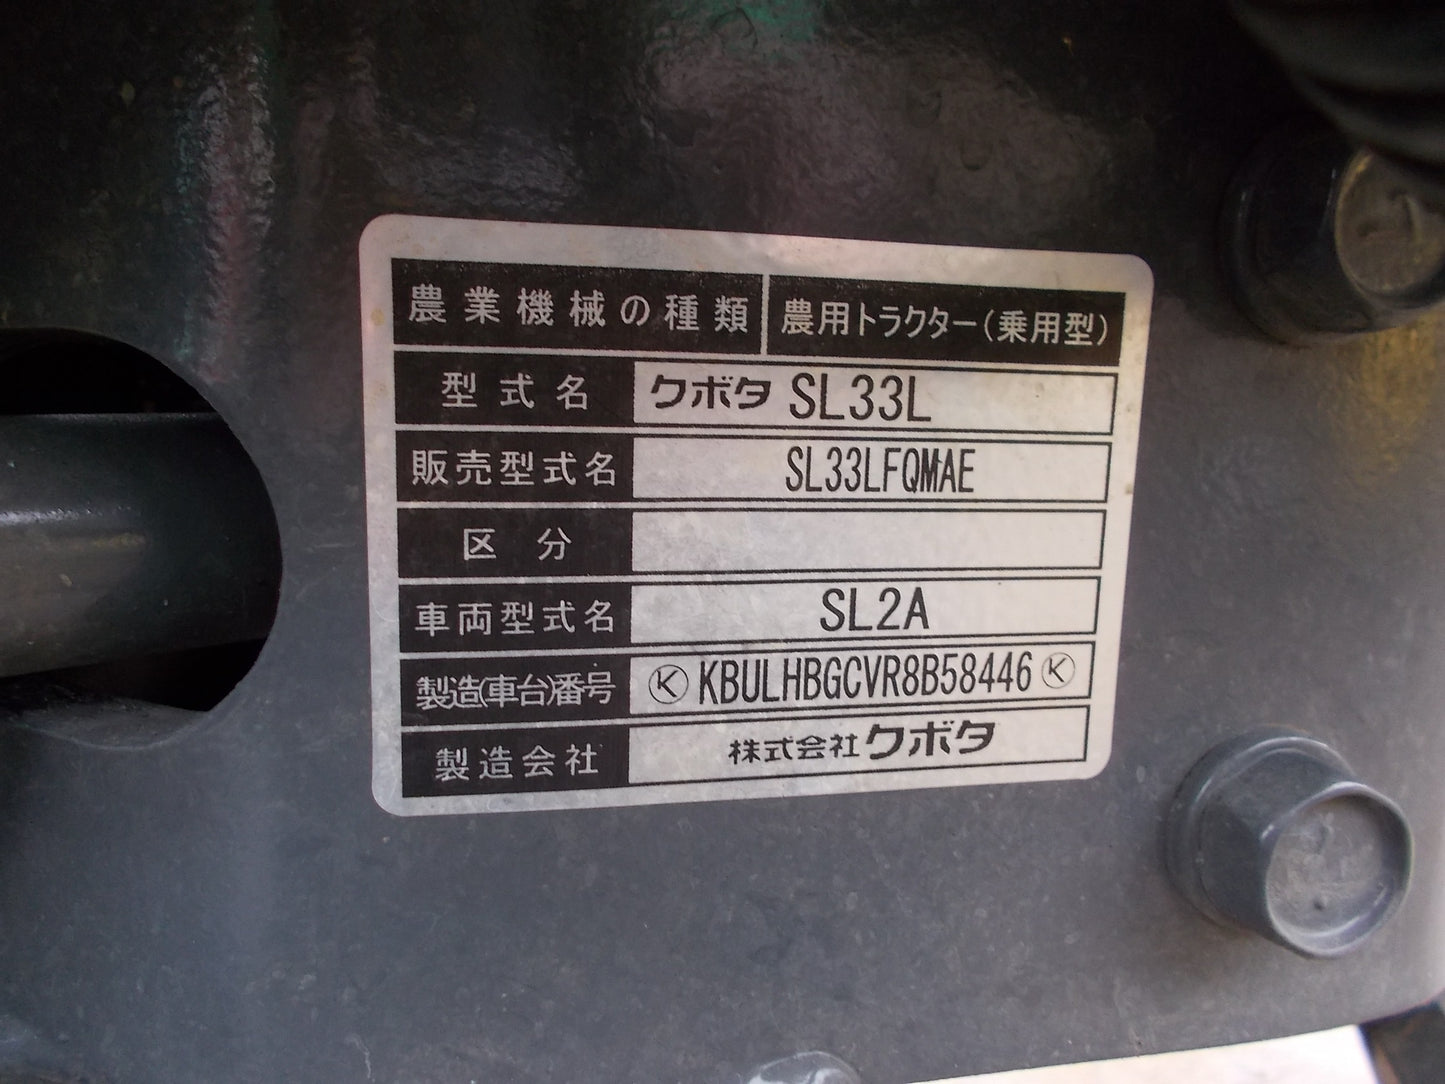 農業機械の種類 農用トラクター(乗用型)
型式名 クボタ SL33L
販売型式名 SL33LFQMAE
区分
車両型式名 SL2A
製造(車台)番号 Ⓚ KBULHBGCVR8B58446 Ⓚ
製造会社 株式会社クボタ